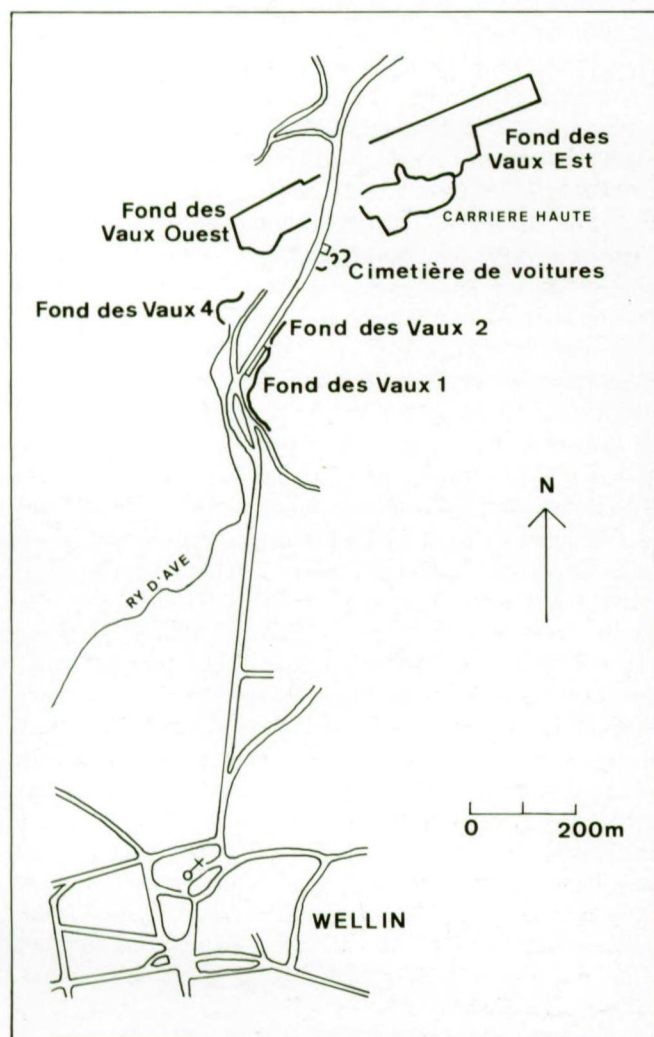 Fond des
Vaux Est
CARRIERE HAUTE
Fond des
Vaux Ouest
Cimetière de voitures
Fond des Vaux 4
Fond des Vaux 2
Fond des Vaux 1
N
RY D'AVE
0 200m
WELLIN